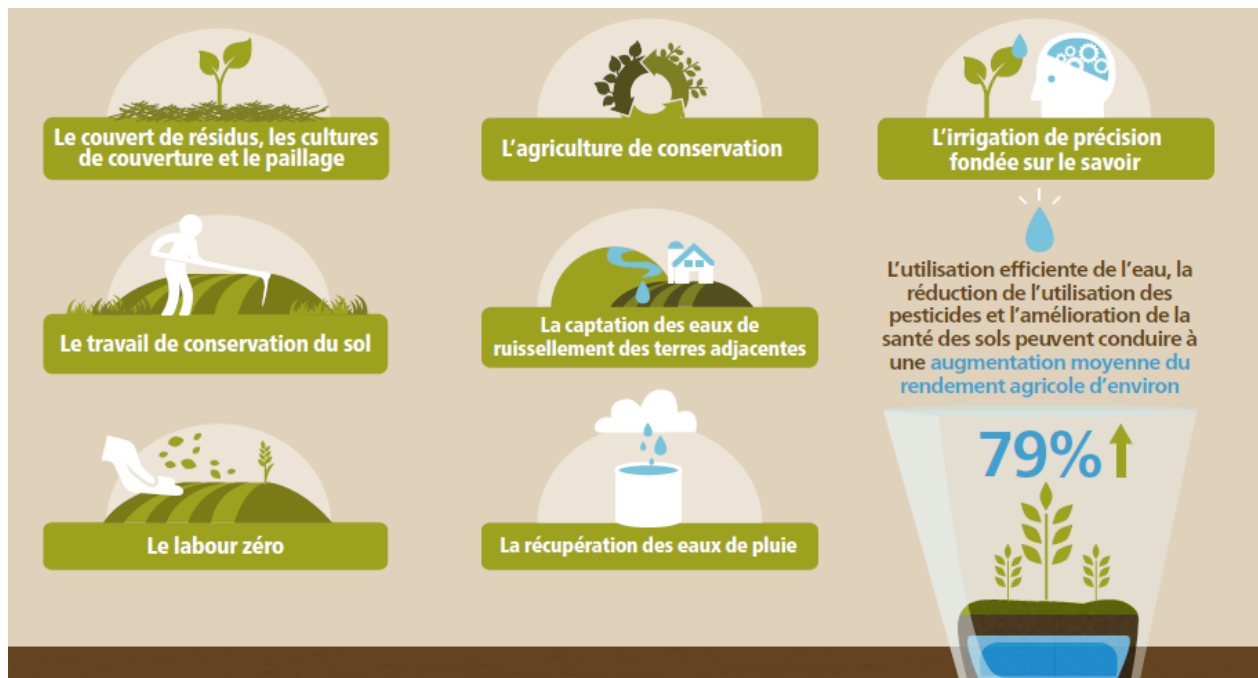 Le couvert de résidus, les cultures
de couverture et le paillage
L’agriculture de conservation
L’irrigation de précision
fondée sur le savoir
Le travail de conservation du sol
La captation des eaux de
ruissellement des terres adjacentes
Le labour zéro
La récupération des eaux de pluie
L’utilisation efficiente de l’eau, la
réduction de l’utilisation des
pesticides et l’amélioration de la
santé des sols peuvent conduire à
une augmentation moyenne du
rendement agricole d’environ
79%